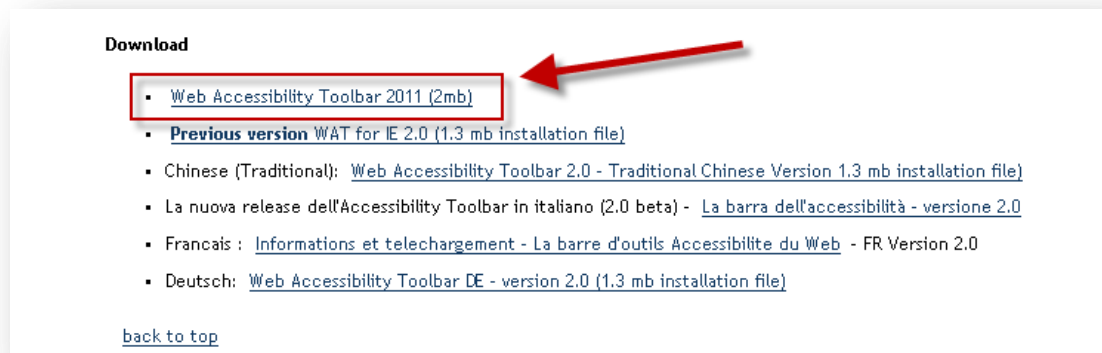 Download
Web Accessibility Toolbar 2011 (2mb)
Previous version WAT for IE 2.0 (1.3 mb installation file)
Chinese (Traditional): Web Accessibility Toolbar 2.0 - Traditional Chinese Version 1.3 mb installation file)
La nuova release dell'Accessibility Toolbar in italiano (2.0 beta) - La barra dell'accessibilità - versione 2.0
Francais : Informations et telechargement - La barre d'outils Accessibilite du Web - FR Version 2.0
Deutsch: Web Accessibility Toolbar DE - version 2.0 (1.3 mb installation file)
back to top